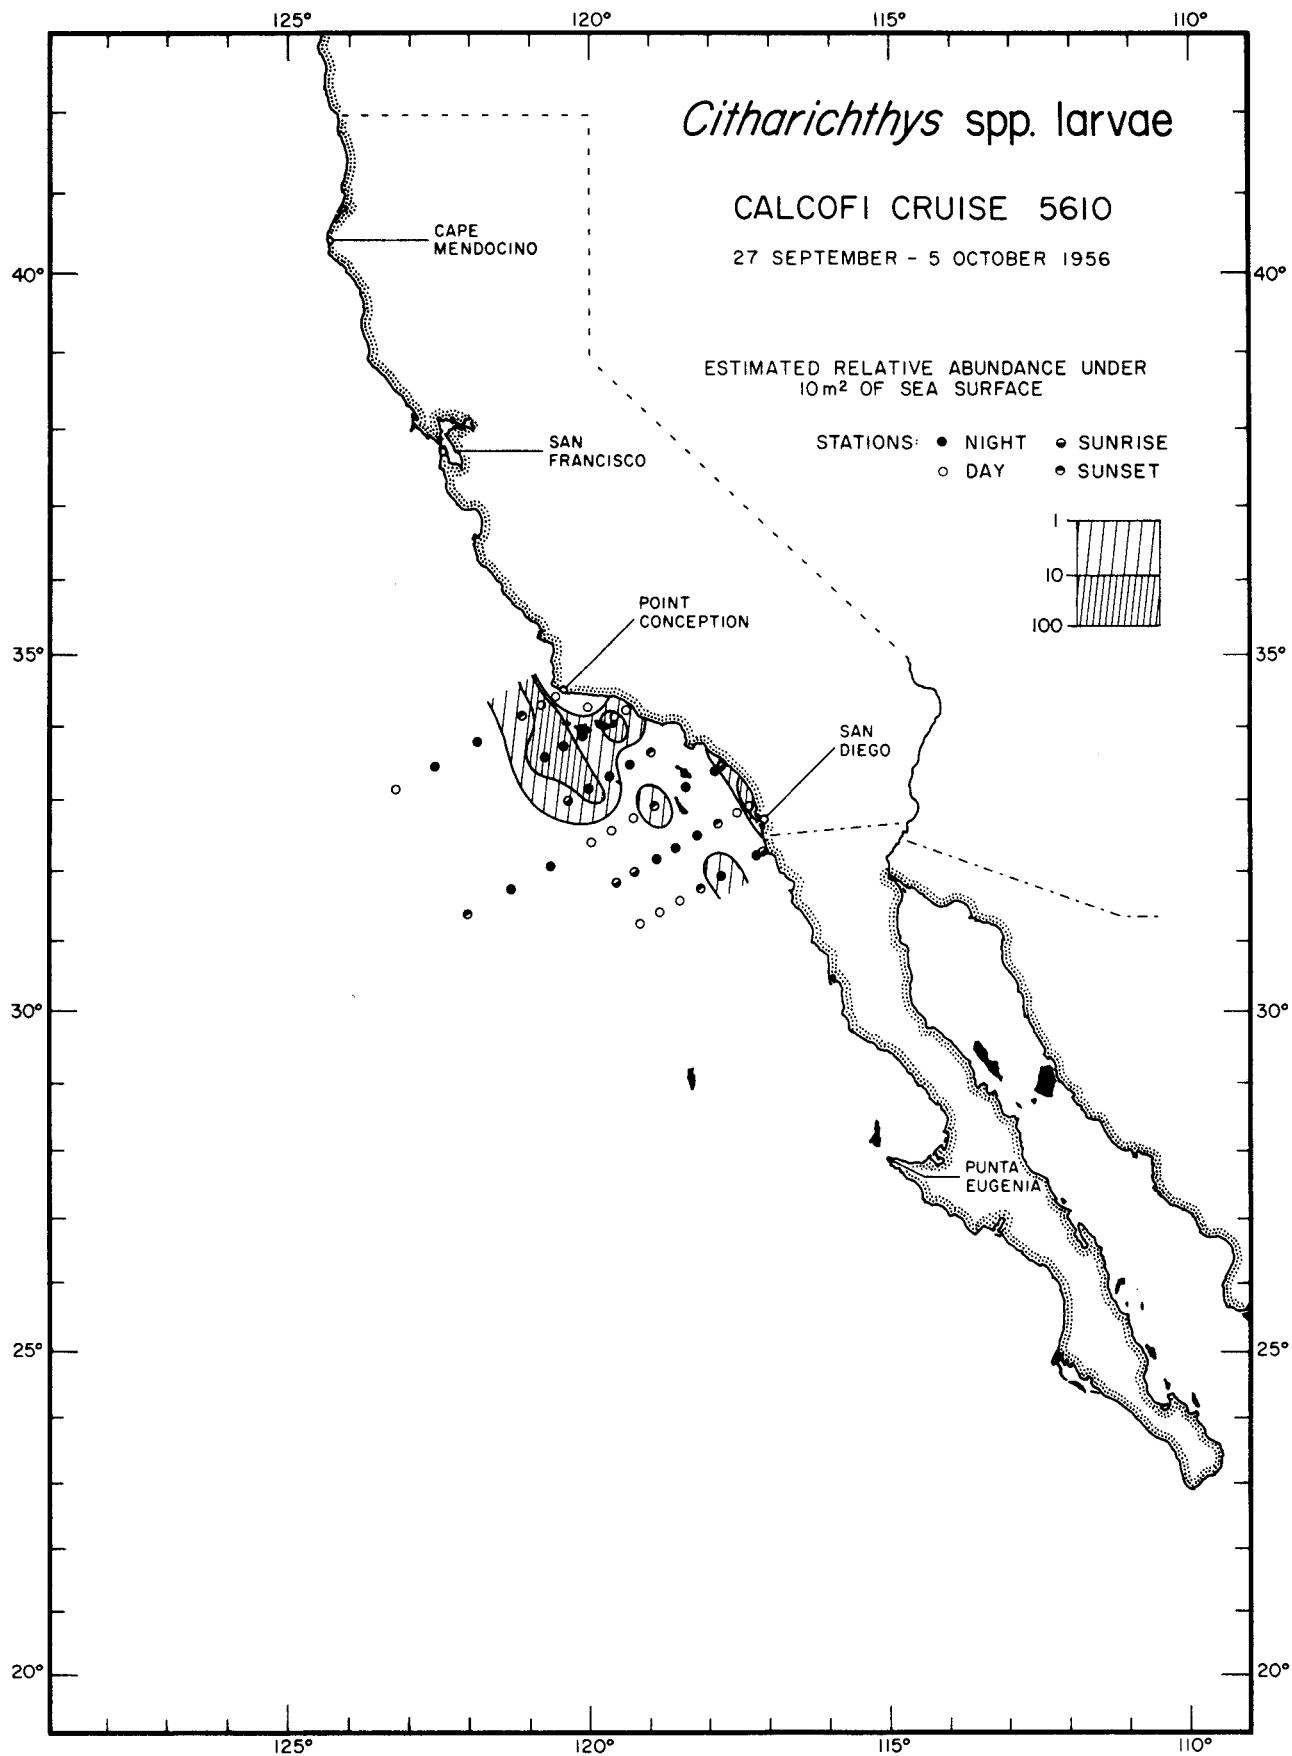 125° 120° 115° 110°
Citharichthys spp. larvae
CALCOFI CRUISE 5610
27 SEPTEMBER – 5 OCTOBER 1956
CAPE
MENDOCINO
40° 40°
ESTIMATED RELATIVE ABUNDANCE UNDER
10m² OF SEA SURFACE
STATIONS: NIGHT SUNRISE
DAY SUNSET
SAN
FRANCISCO
1
10
100
POINT
CONCEPTION
35° 35°
SAN
DIEGO
30° 30°
PUNTA
EUGENIA
25° 25°
20° 20°
125° 120° 115° 110°